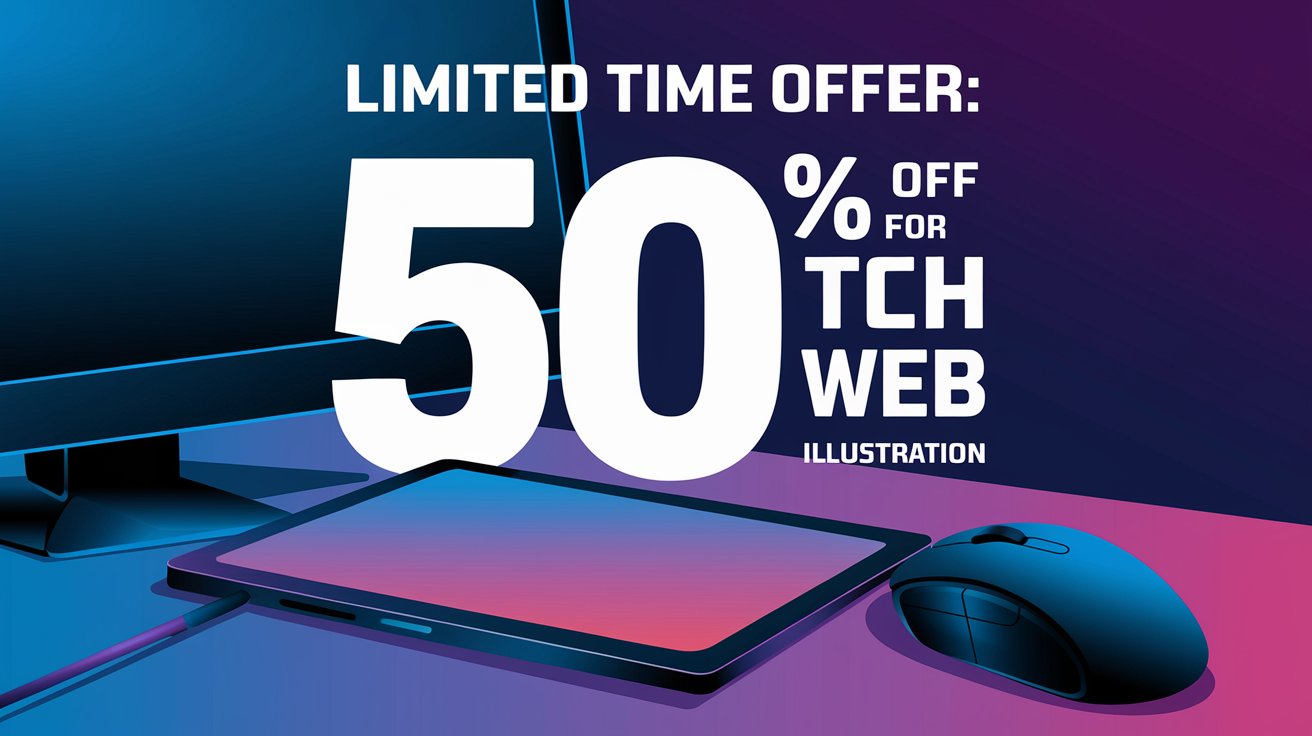 LIMITED TIME OFFER:
50% OFF
FOR
TCH
WEB
ILLUSTRATION